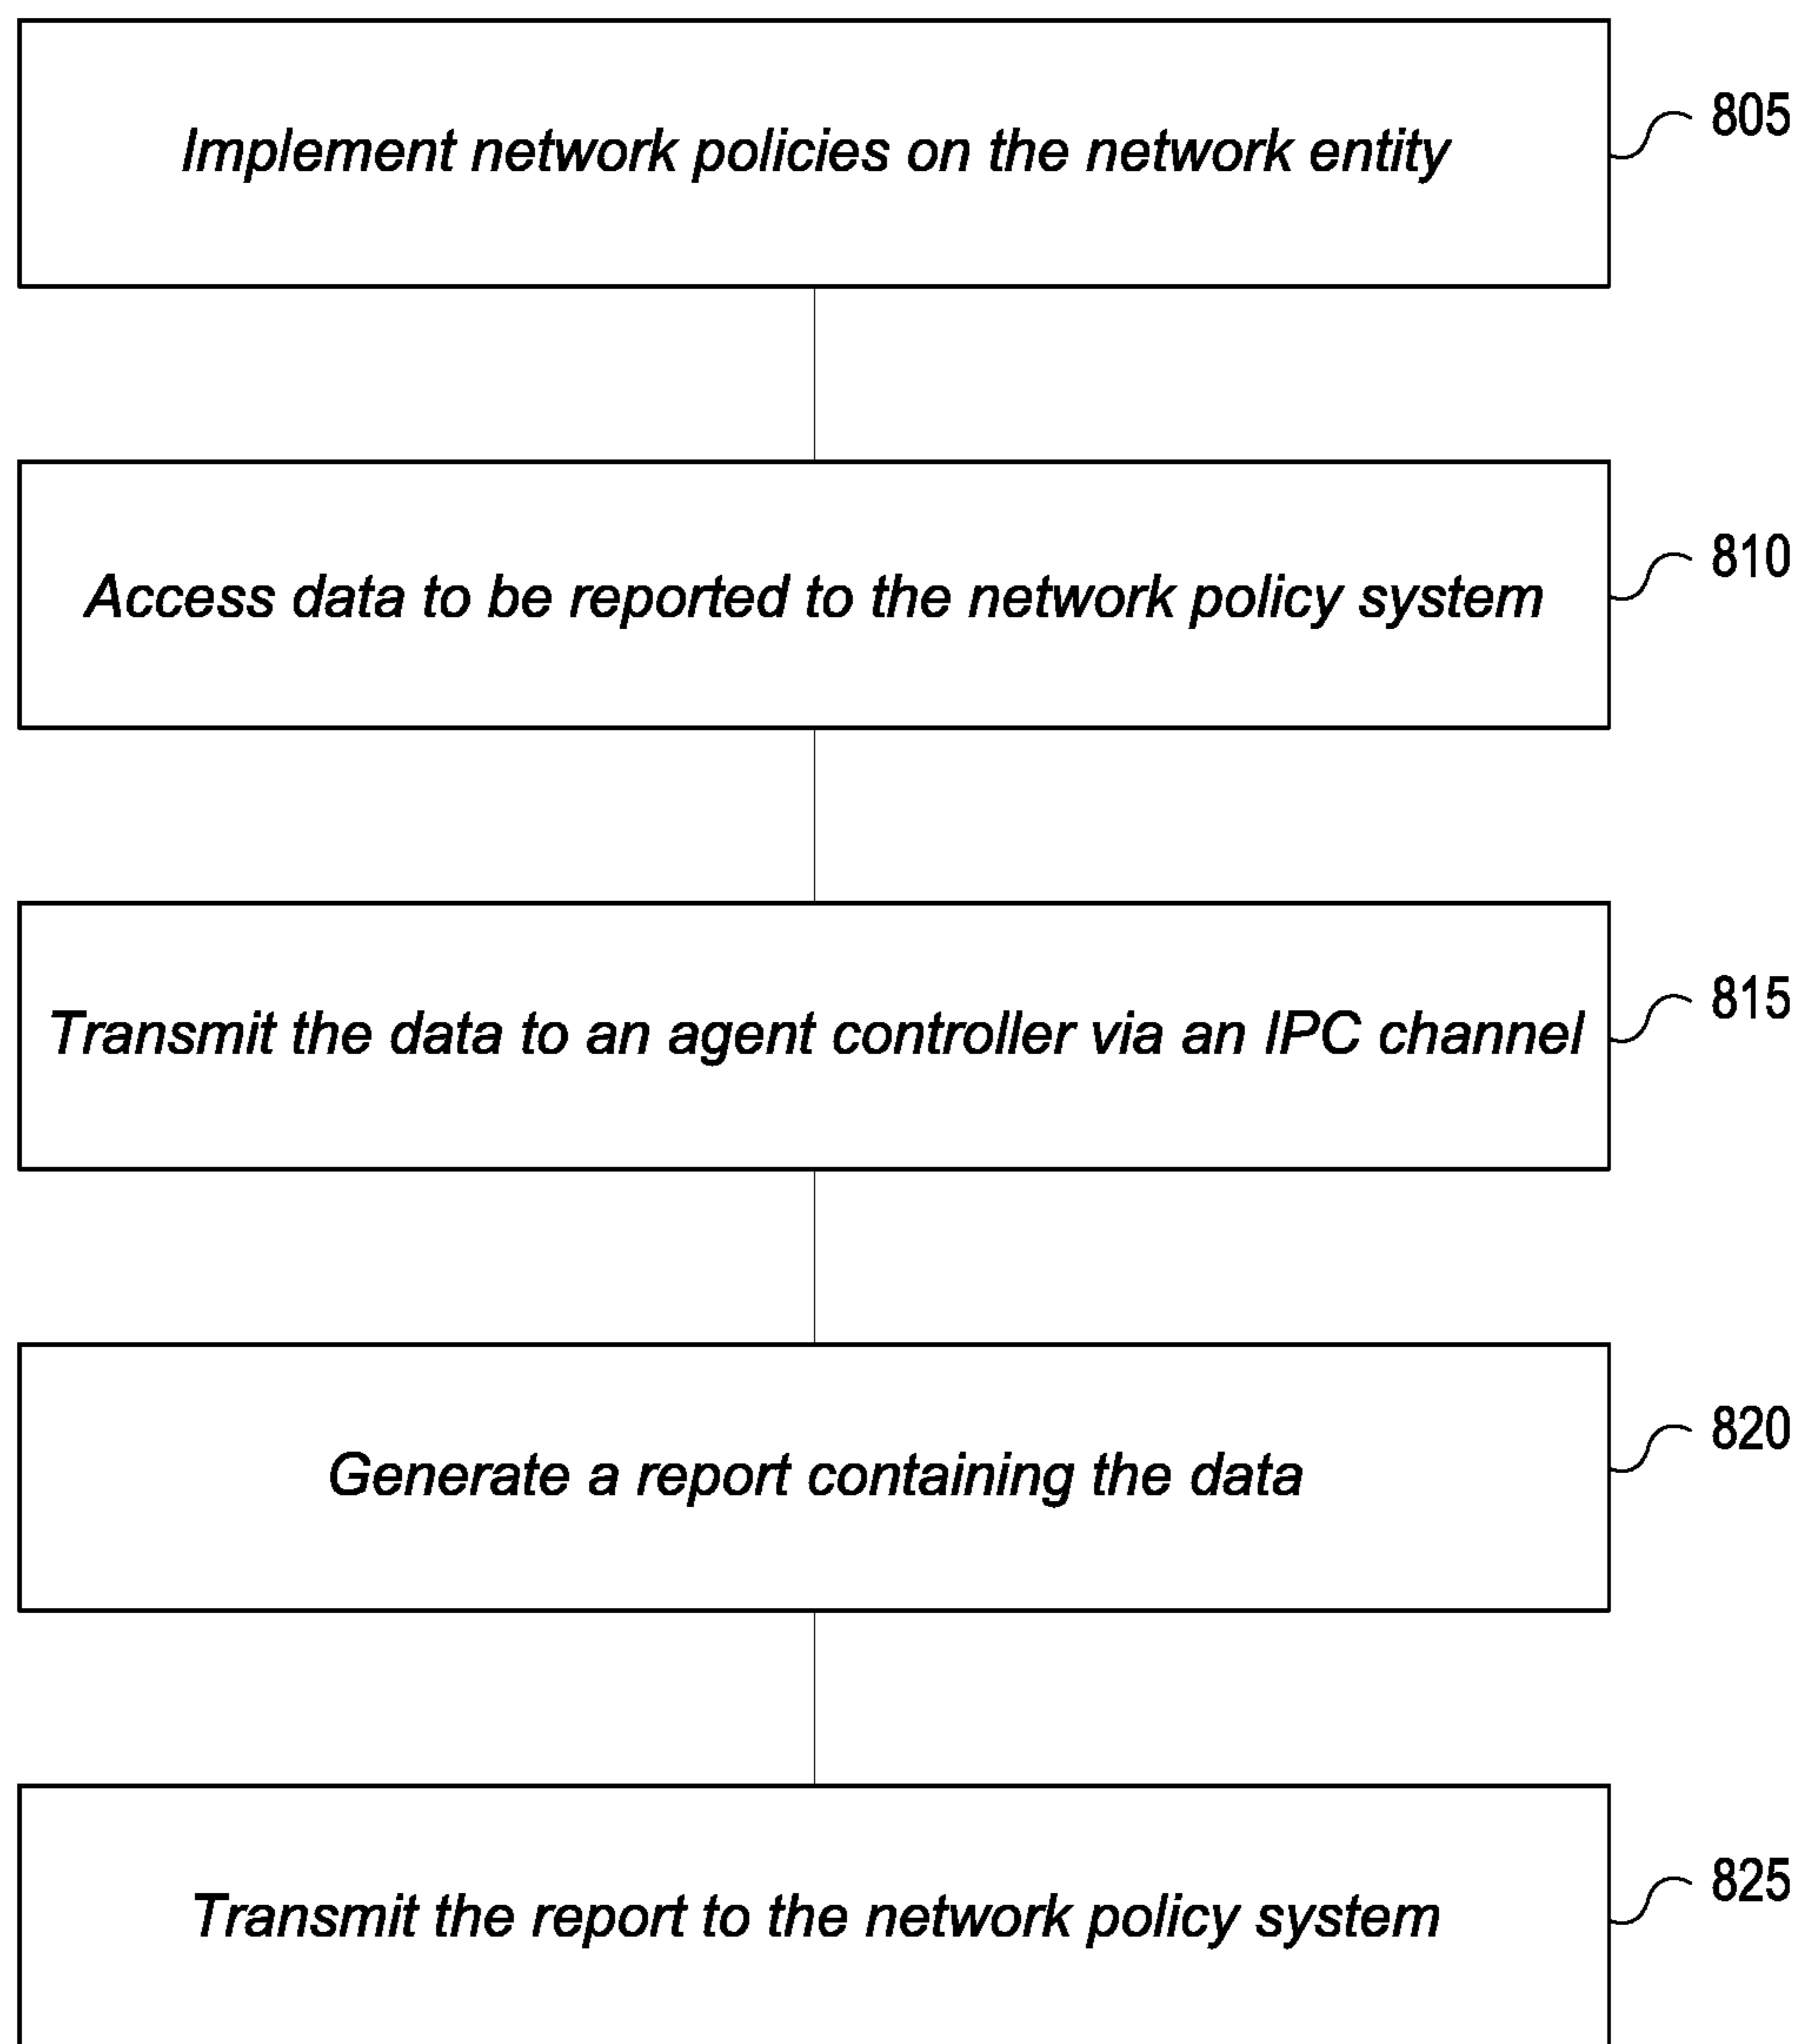 Implement network policies on the network entity
805
Access data to be reported to the network policy system
810
Transmit the data to an agent controller via an IPC channel
815
Generate a report containing the data
820
Transmit the report to the network policy system
825